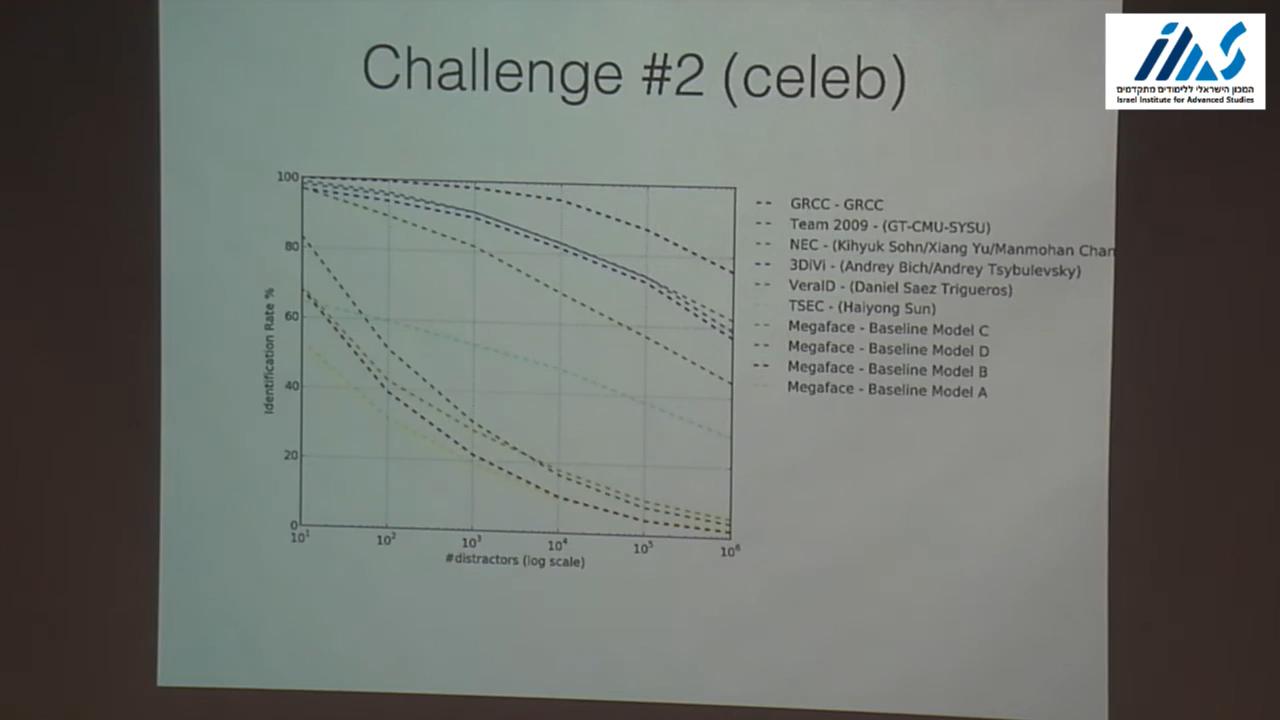 Challenge #2 (celeb)
המכון הישראלי ללימודים מתקדמים
Israel Institute for Advanced Studies
100
80
60
40
20
0
Identification Rate %
10¹ 10² 10³ 10⁴ 10⁵ 10⁶
#distractors (log scale)
GRCC - GRCC
Team 2009 - (GT-CMU-SYSU)
NEC - (Kihyuk Sohn/Xiang Yu/Manmohan Chan
3DiVi - (Andrey Bich/Andrey Tsybulevsky)
VeraID - (Daniel Saez Trigueros)
TSEC - (Haiyong Sun)
Megaface - Baseline Model C
Megaface - Baseline Model D
Megaface - Baseline Model B
Megaface - Baseline Model A